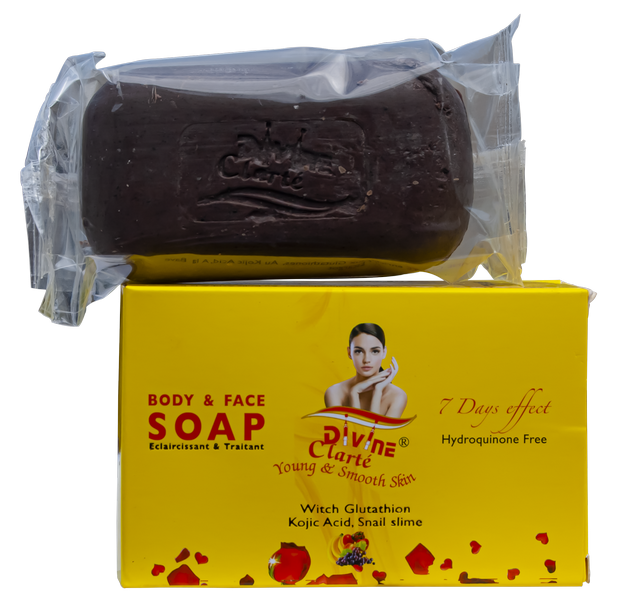 Divine
Clarté
BODY & FACE
SOAP
Eclaircissant & Traitant
DIVINE®
Clarté
Young & Smooth Skin
7 Days effect
Hydroquinone Free
Witch Glutathion
Kojic Acid, Snail slime